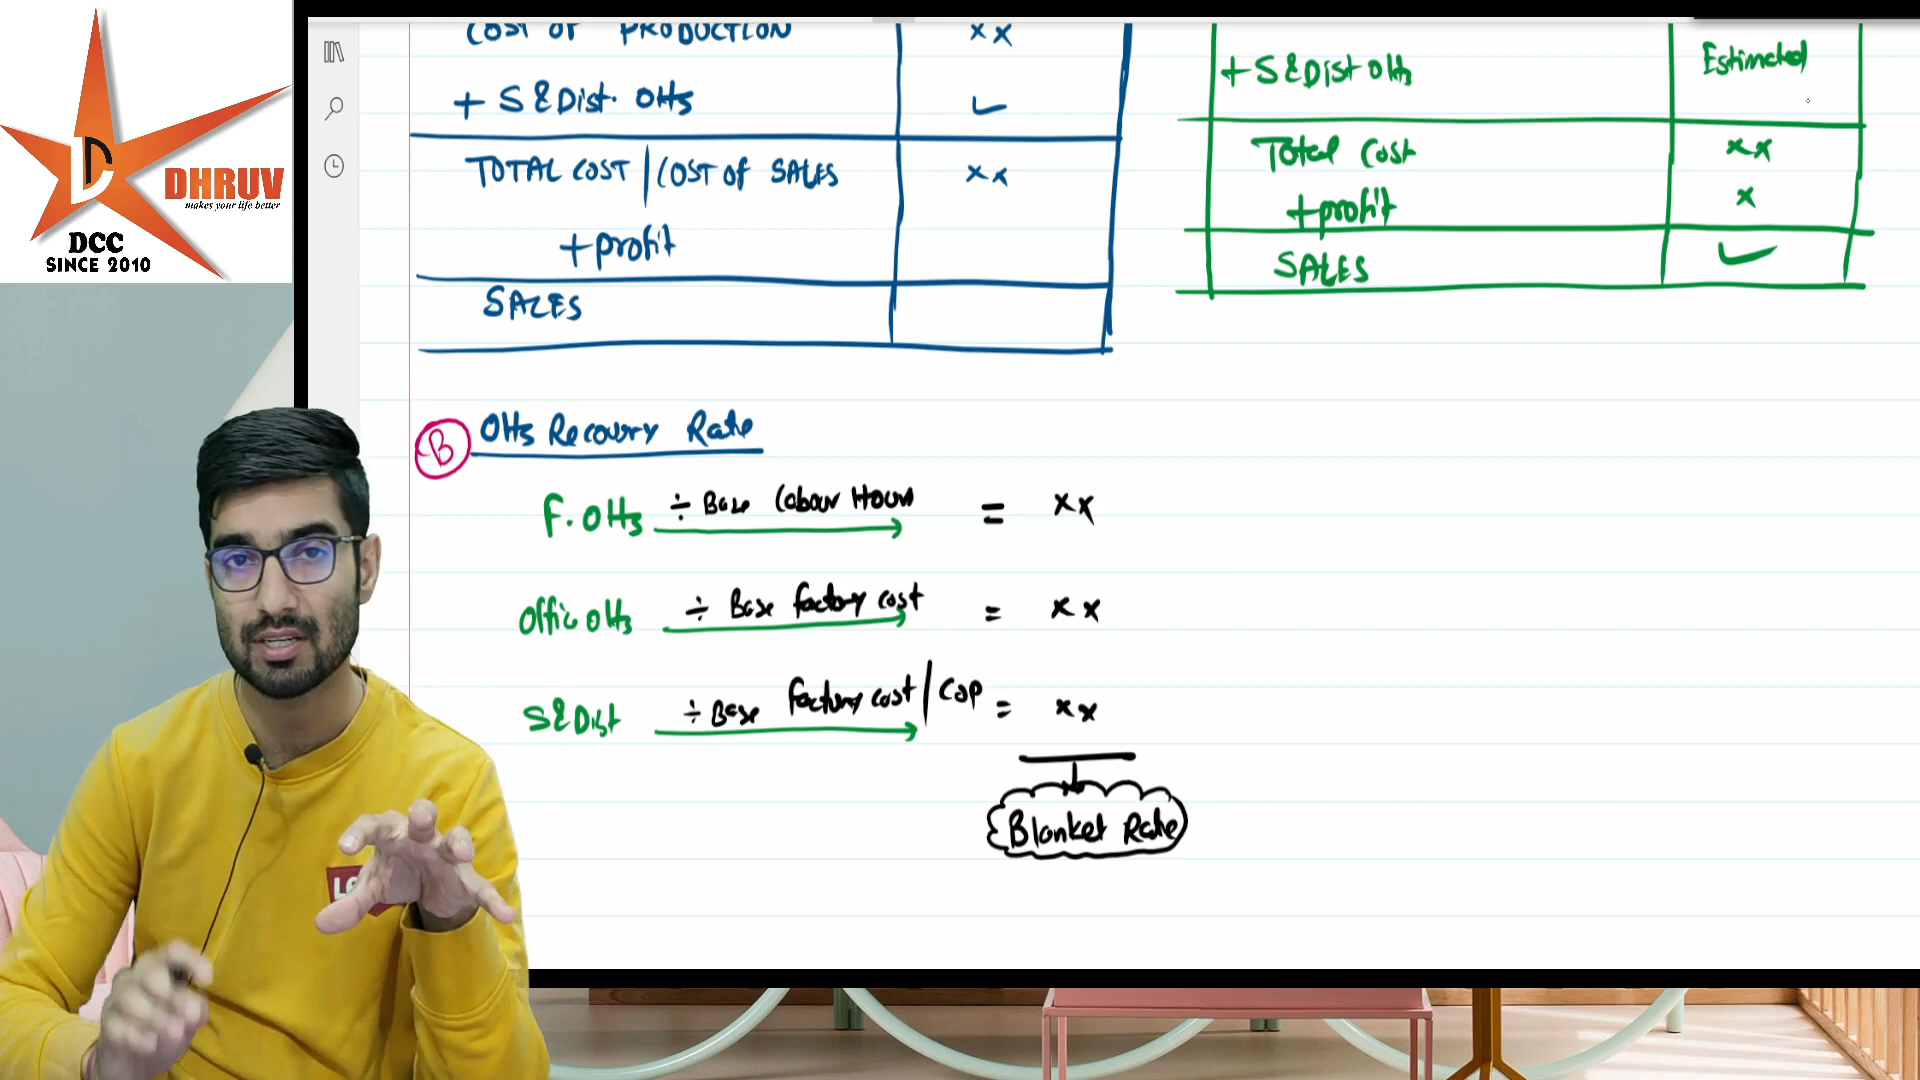 DHRUV
makes your life better
DCC
SINCE 2010
COST OF PRODUCTION xx
+ S&Dist. OHs ✓
TOTAL COST | COST OF SALES xx
+ profit
SALES
+ S&Dist OHs Estimated
Total Cost xx
+ profit x
SALES ✓
B OHs Recovery Rate
F. OHs ÷ Base Labour Hours = xx
Office OHs ÷ Base factory cost = xx
S&Dist ÷ Base factory cost / COP = xx
Blanket Rate